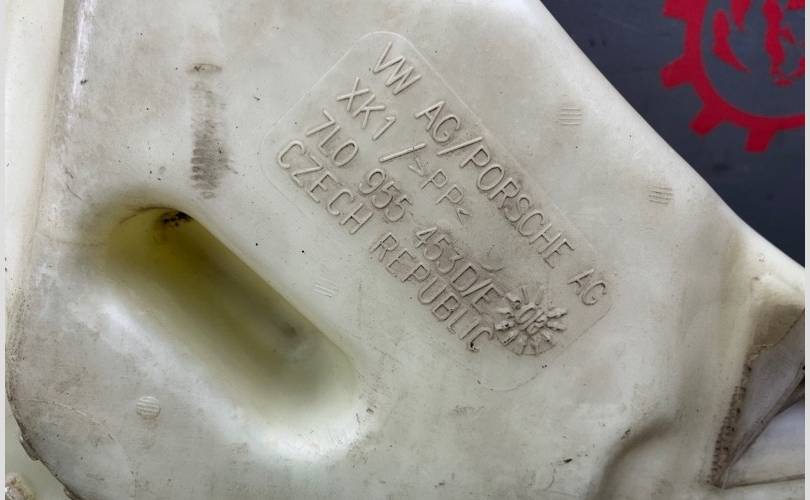 VW AG/PORSCHE AG
XK1 / >PP<
7L0 955 453D/E
CZECH REPUBLIC